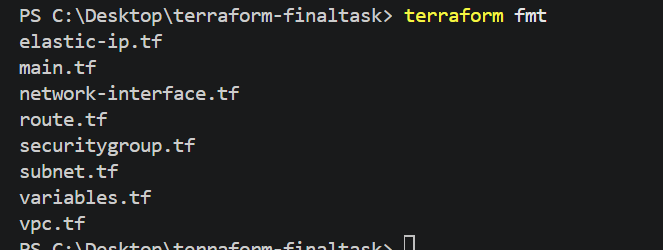 PS C:\Desktop\terraform-finaltask> terraform fmt
elastic-ip.tf
main.tf
network-interface.tf
route.tf
securitygroup.tf
subnet.tf
variables.tf
vpc.tf
PS C:\Desktop\terraform-finaltask>